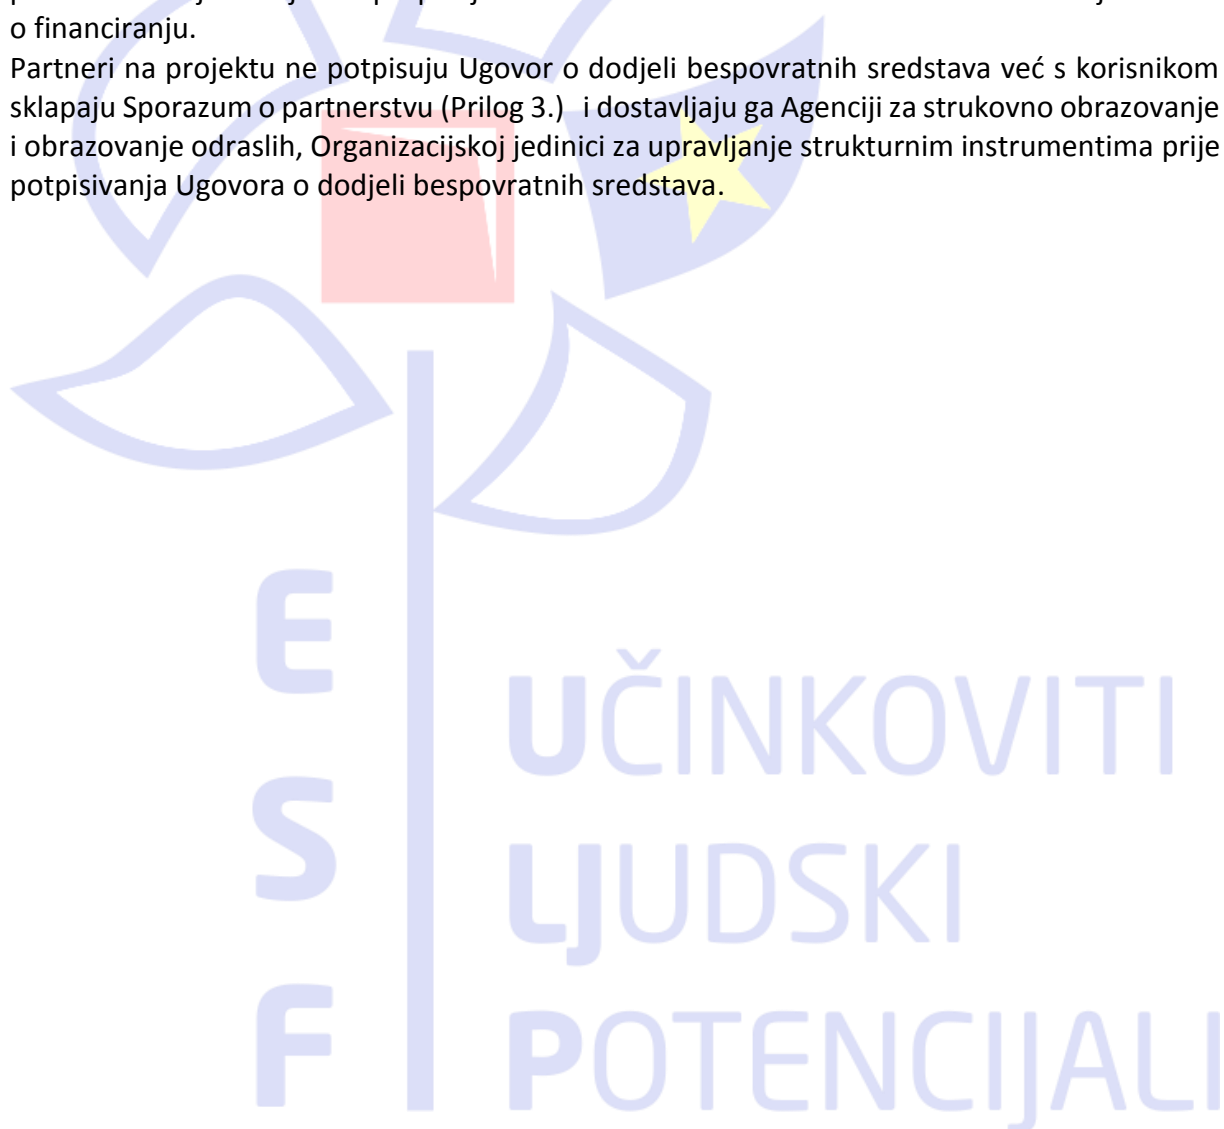 o financiranju.
Partneri na projektu ne potpisuju Ugovor o dodjeli bespovratnih sredstava već s korisnikom
sklapaju Sporazum o partnerstvu (Prilog 3.) i dostavljaju ga Agenciji za strukovno obrazovanje
i obrazovanje odraslih, Organizacijskoj jedinici za upravljanje strukturnim instrumentima prije
potpisivanja Ugovora o dodjeli bespovratnih sredstava.
E
S
F
UČINKOVITI
LJUDSKI
POTENCIJALI